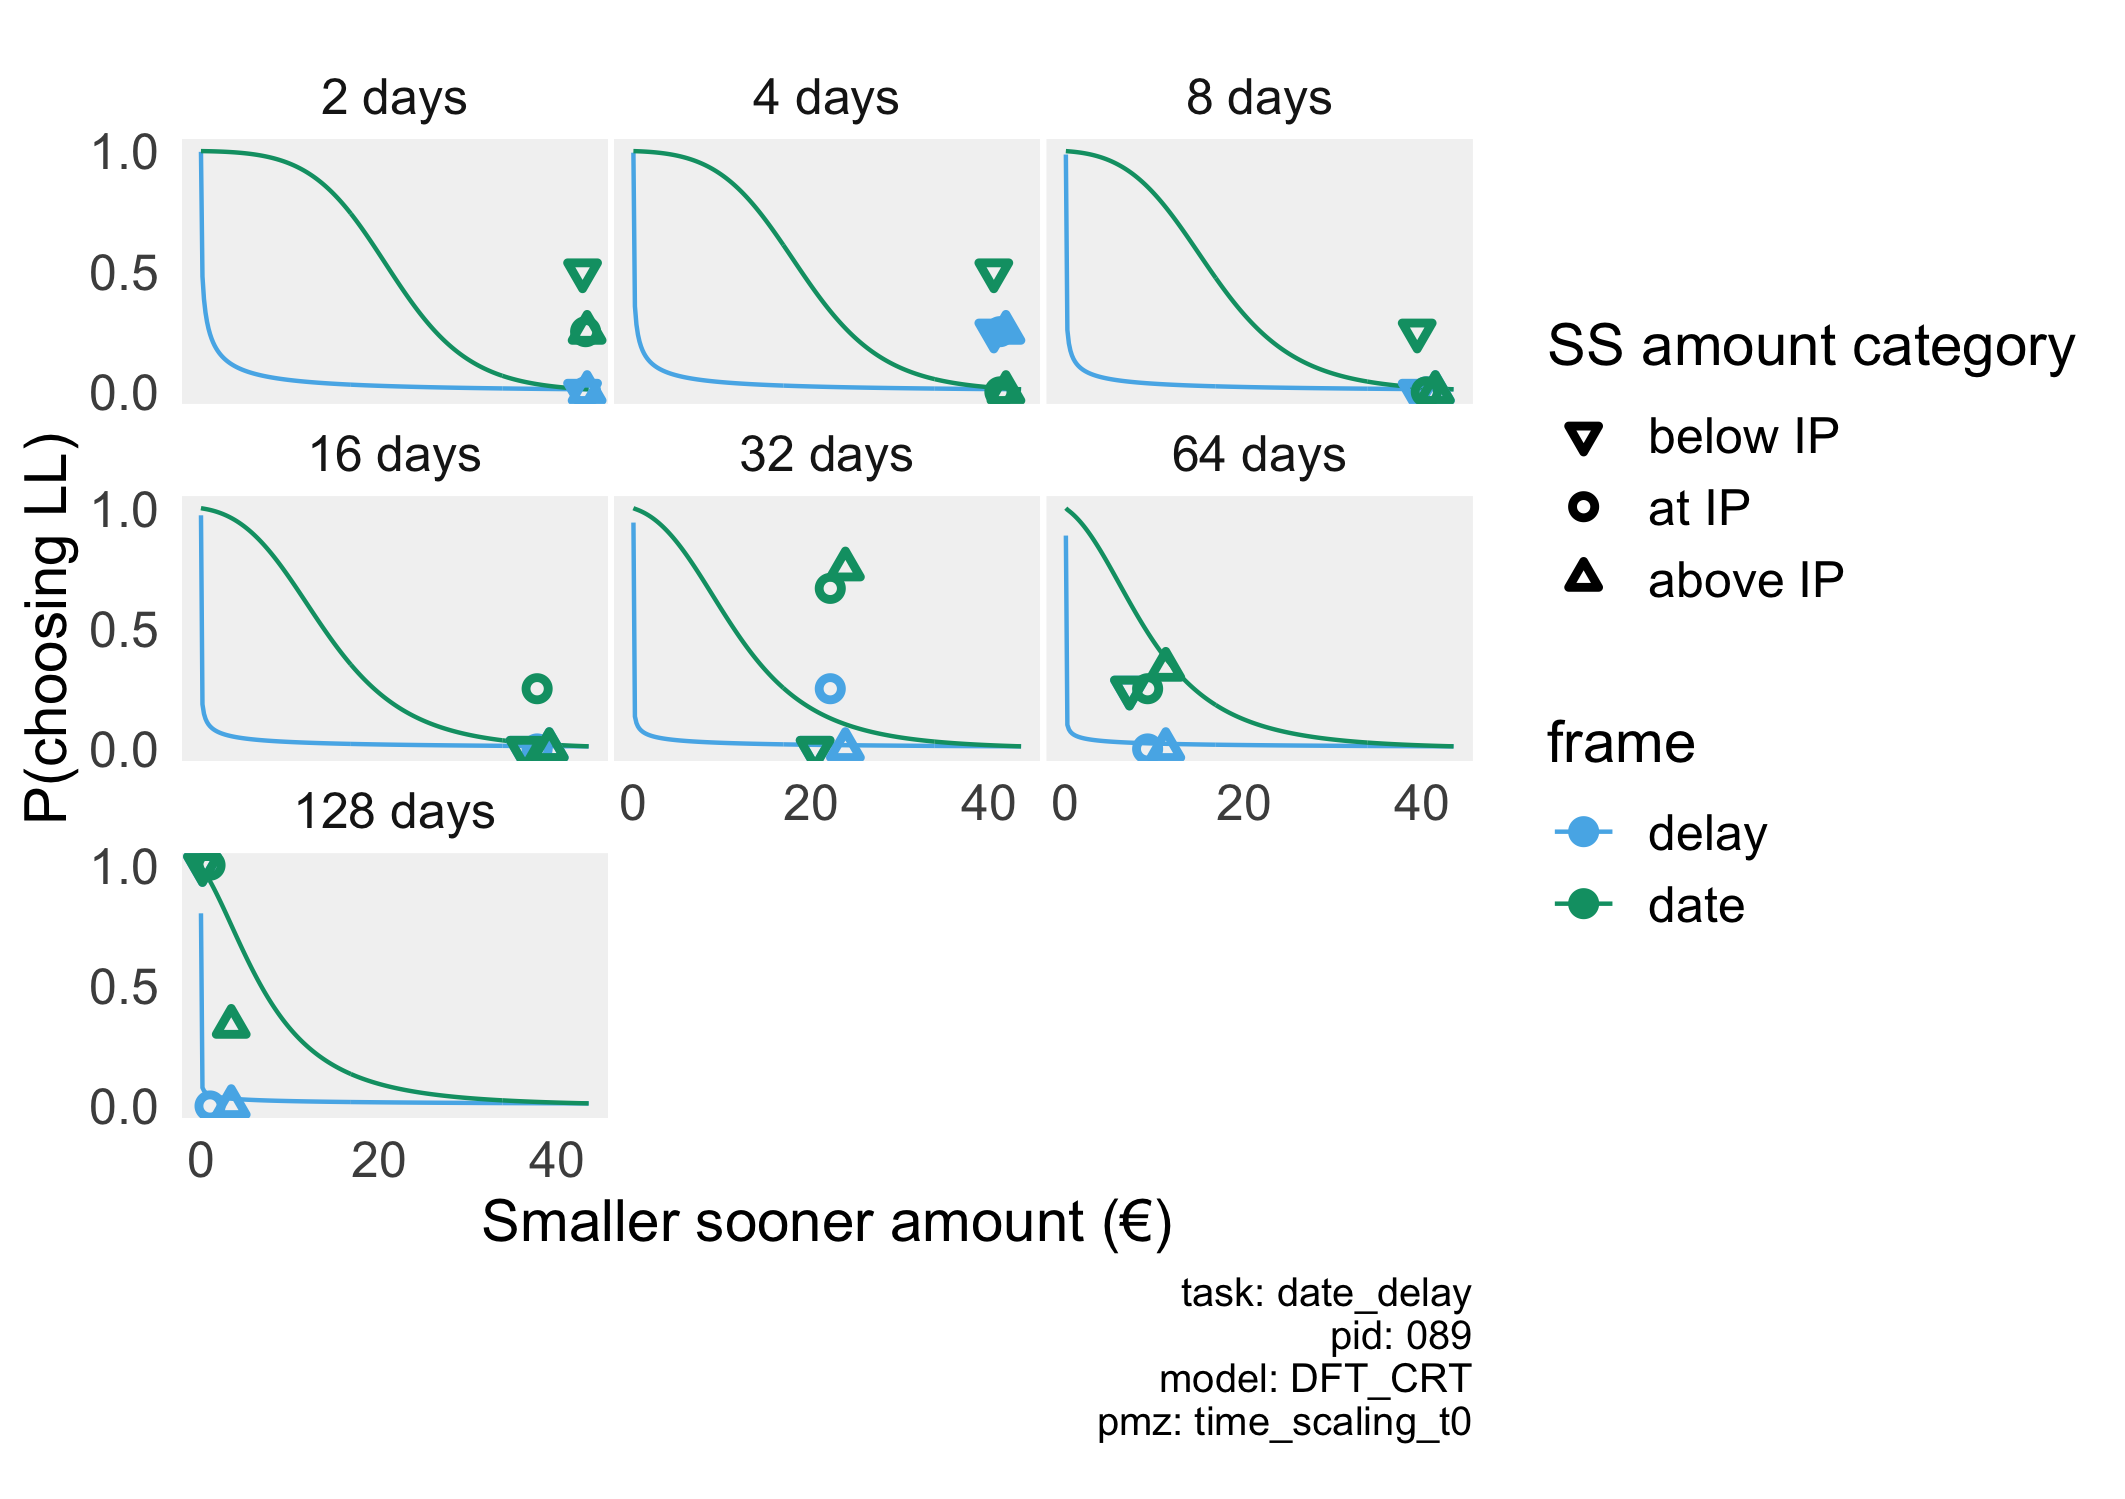 2 days
4 days
8 days
1.0
0.5
0.0
16 days
32 days
64 days
1.0
0.5
0.0
0
20
40
0
20
40
128 days
1.0
0.5
0.0
0
20
40
P(choosing LL)
Smaller sooner amount (€)
SS amount category
below IP
at IP
above IP
frame
delay
date
task: date_delay
pid: 089
model: DFT_CRT
pmz: time_scaling_t0